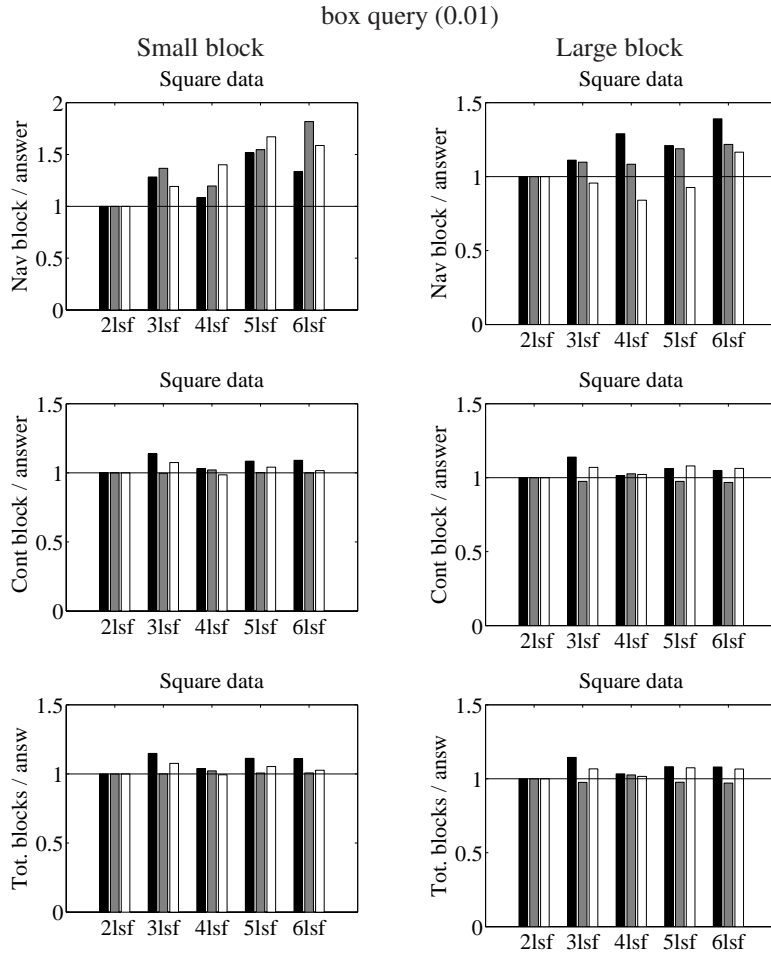 box query (0.01)
Small block
Large block
Square data
Nav block / answer
2
1.5
1
0.5
0
2lsf 3lsf 4lsf 5lsf 6lsf
Square data
Nav block / answer
1.5
1
0.5
0
2lsf 3lsf 4lsf 5lsf 6lsf
Square data
Cont block / answer
1.5
1
0.5
0
2lsf 3lsf 4lsf 5lsf 6lsf
Square data
Cont block / answer
1.5
1
0.5
0
2lsf 3lsf 4lsf 5lsf 6lsf
Square data
Tot. blocks / answ
1.5
1
0.5
0
2lsf 3lsf 4lsf 5lsf 6lsf
Square data
Tot. blocks / answ
1.5
1
0.5
0
2lsf 3lsf 4lsf 5lsf 6lsf